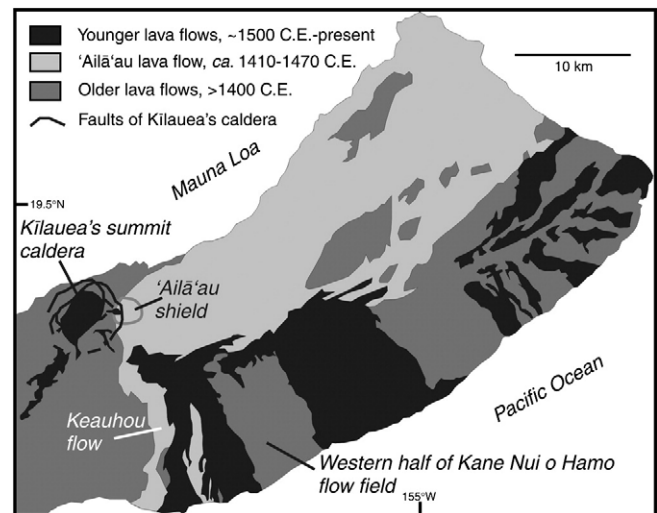 Younger lava flows, ~1500 C.E.-present
‘Ailā‘au lava flow, ca. 1410-1470 C.E.
Older lava flows, >1400 C.E.
Faults of Kīlauea's caldera
10 km
Mauna Loa
19.5°N
Kīlauea's summit
caldera
‘Ailā‘au
shield
Keauhou
flow
Pacific Ocean
Western half of Kane Nui o Hamo
flow field
155°W